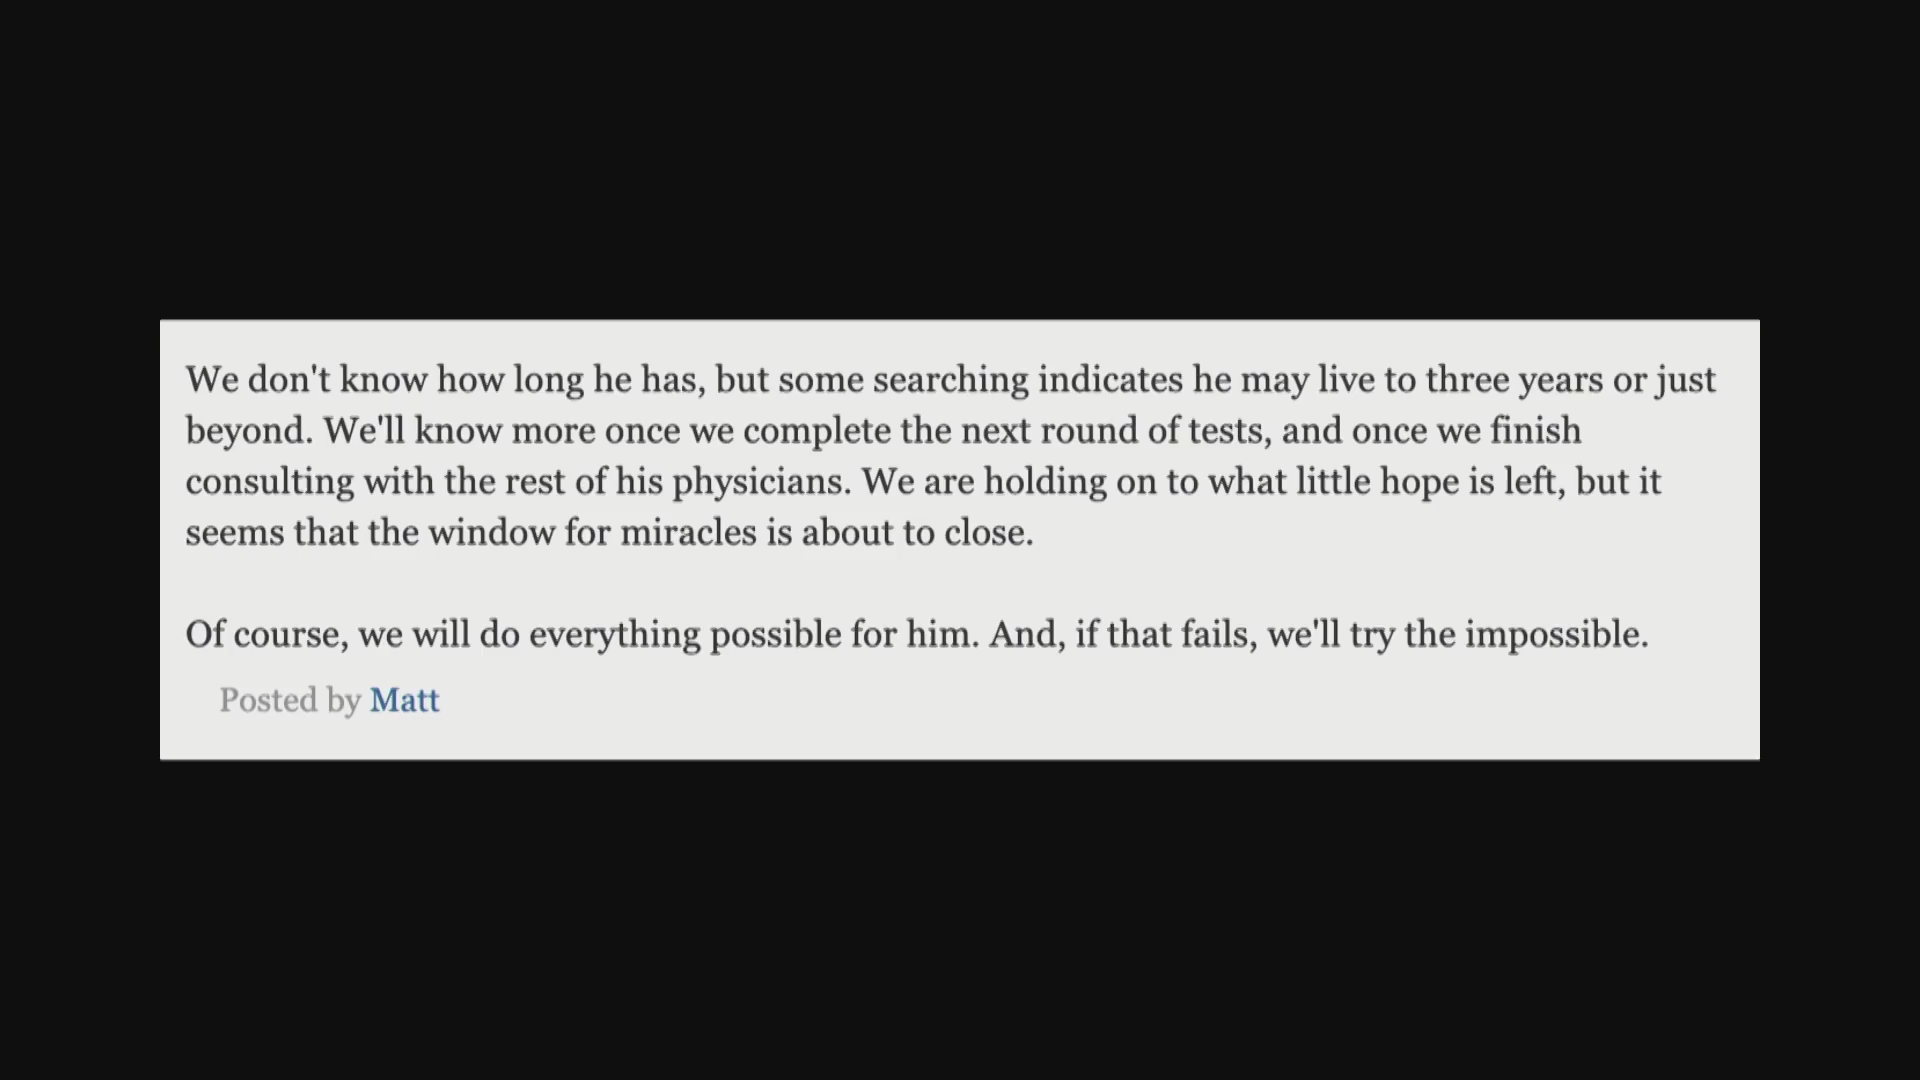 We don't know how long he has, but some searching indicates he may live to three years or just
beyond. We'll know more once we complete the next round of tests, and once we finish
consulting with the rest of his physicians. We are holding on to what little hope is left, but it
seems that the window for miracles is about to close.
Of course, we will do everything possible for him. And, if that fails, we'll try the impossible.
Posted by Matt